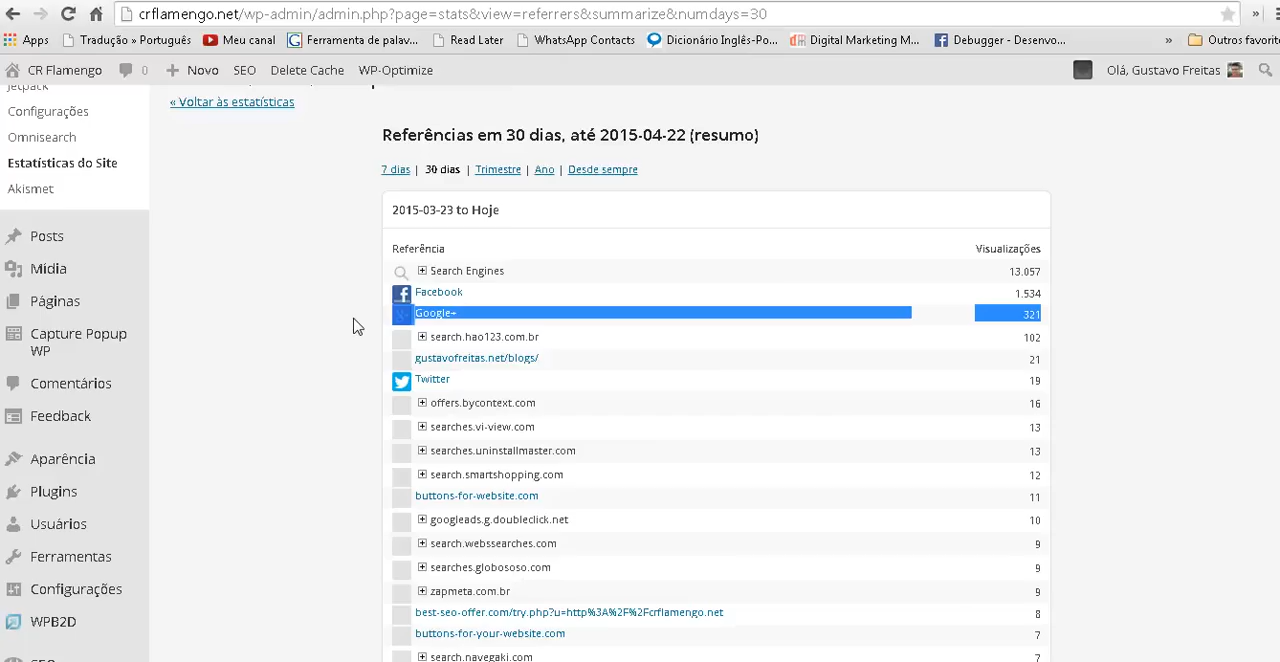 crflamengo.net/wp-admin/admin.php?page=stats&view=referrers&summarize&numdays=30
Apps
Tradução » Português
Meu canal
Ferramenta de palav...
Read Later
WhatsApp Contacts
Dicionário Inglês-Po...
Digital Marketing M...
Debugger - Desenvo...
»
Outros favorit
CR Flamengo
0
Novo
SEO
Delete Cache
WP-Optimize
Olá, Gustavo Freitas
Jetpack
Configurações
Omnisearch
Estatísticas do Site
Akismet
Posts
Mídia
Páginas
Capture Popup
WP
Comentários
Feedback
Aparência
Plugins
Usuários
Ferramentas
Configurações
WPB2D
SEO
« Voltar às estatísticas
Referências em 30 dias, até 2015-04-22 (resumo)
7 dias | 30 dias | Trimestre | Ano | Desde sempre
2015-03-23 to Hoje
Referência Visualizações
Search Engines 13.057
Facebook 1.534
Google+ 321
search.hao123.com.br 102
gustavofreitas.net/blogs/ 21
Twitter 19
offers.bycontext.com 16
searches.vi-view.com 13
searches.uninstallmaster.com 13
search.smartshopping.com 12
buttons-for-website.com 11
googleads.g.doubleclick.net 10
search.webssearches.com 9
searches.globososo.com 9
zapmeta.com.br 9
best-seo-offer.com/try.php?u=http%3A%2F%2Fcrflamengo.net 8
buttons-for-your-website.com 7
search.navegaki.com 7